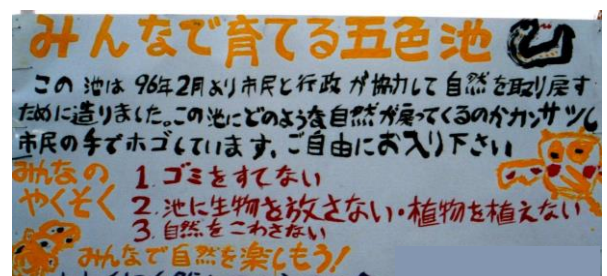 みんなで育てる五色池
この池は96年2月より市民と行政が協力して自然を取り戻す
ために造りました。この池にどのような自然が戻ってくるのかカンサツし
市民の手でホゴしています。ご自由にお入り下さい
みんなの
やくそく
1. ゴミをすてない
2. 池に生物を放さない・植物を植えない
3. 自然をこわさない
みんなで自然を楽しもう!